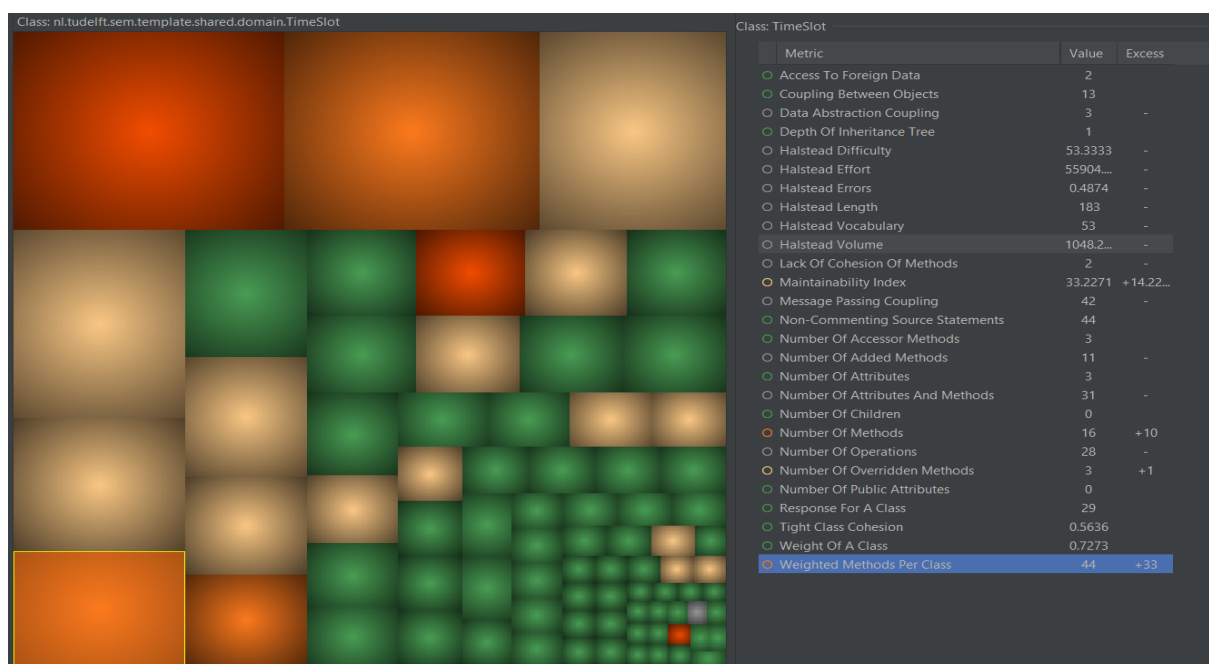 Class: nl.tudelft.sem.template.shared.domain.TimeSlot
Class: TimeSlot
Metric Value Excess
Access To Foreign Data 2
Coupling Between Objects 13
Data Abstraction Coupling 3 -
Depth Of Inheritance Tree 1
Halstead Difficulty 53.3333 -
Halstead Effort 55904.... -
Halstead Errors 0.4874 -
Halstead Length 183 -
Halstead Vocabulary 53 -
Halstead Volume 1048.2... -
Lack Of Cohesion Of Methods 2 -
Maintainability Index 33.2271 +14.22...
Message Passing Coupling 42 -
Non-Commenting Source Statements 44
Number Of Accessor Methods 3
Number Of Added Methods 11 -
Number Of Attributes 3
Number Of Attributes And Methods 31 -
Number Of Children 0
Number Of Methods 16 +10
Number Of Operations 28 -
Number Of Overridden Methods 3 +1
Number Of Public Attributes 0
Response For A Class 29
Tight Class Cohesion 0.5636
Weight Of A Class 0.7273
Weighted Methods Per Class 44 +33